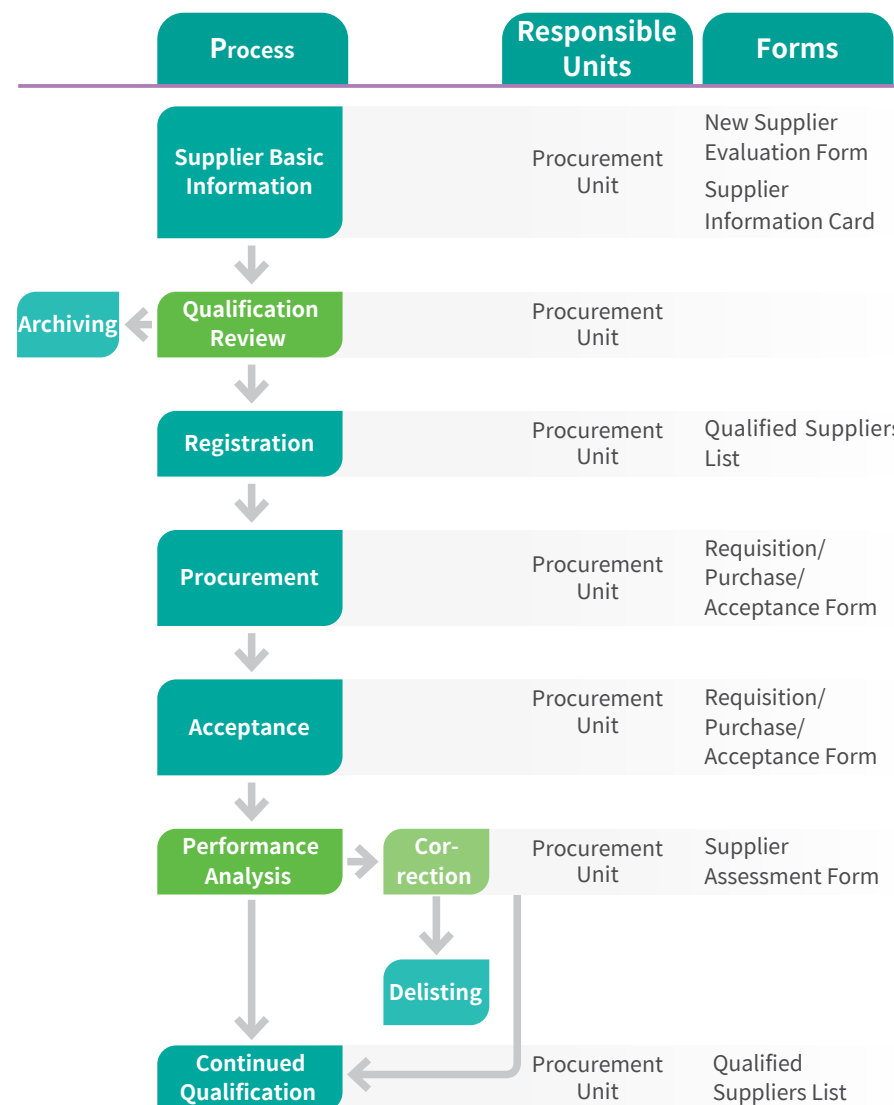 Process
Responsible
Units
Forms
Supplier Basic
Information
Procurement
Unit
New Supplier
Evaluation Form
Supplier
Information Card
Archiving
Qualification
Review
Procurement
Unit
Registration
Procurement
Unit
Qualified Suppliers
List
Procurement
Procurement
Unit
Requisition/
Purchase/
Acceptance Form
Acceptance
Procurement
Unit
Requisition/
Purchase/
Acceptance Form
Performance
Analysis
Cor-
rection
Procurement
Unit
Supplier
Assessment Form
Delisting
Continued
Qualification
Procurement
Unit
Qualified
Suppliers List